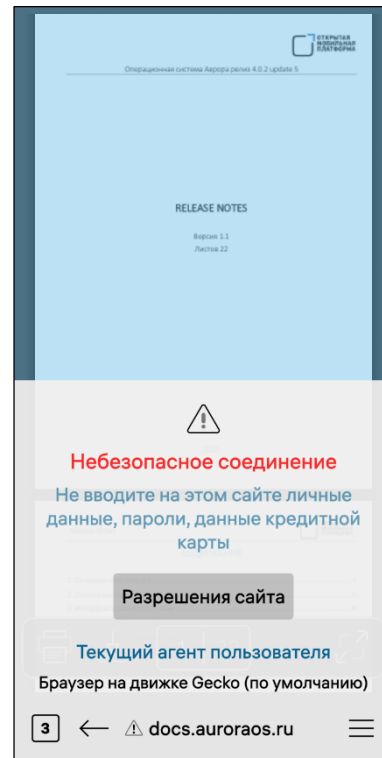 ОТКРЫТАЯ
МОБИЛЬНАЯ
ПЛАТФОРМА
Операционная система Аврора релиз 4.0.2 update 5
RELEASE NOTES
Версия 1.1
Листов 22
Небезопасное соединение
Не вводите на этом сайте личные
данные, пароли, данные кредитной
карты
Разрешения сайта
Текущий агент пользователя
Браузер на движке Gecko (по умолчанию)
3 docs.auroraos.ru